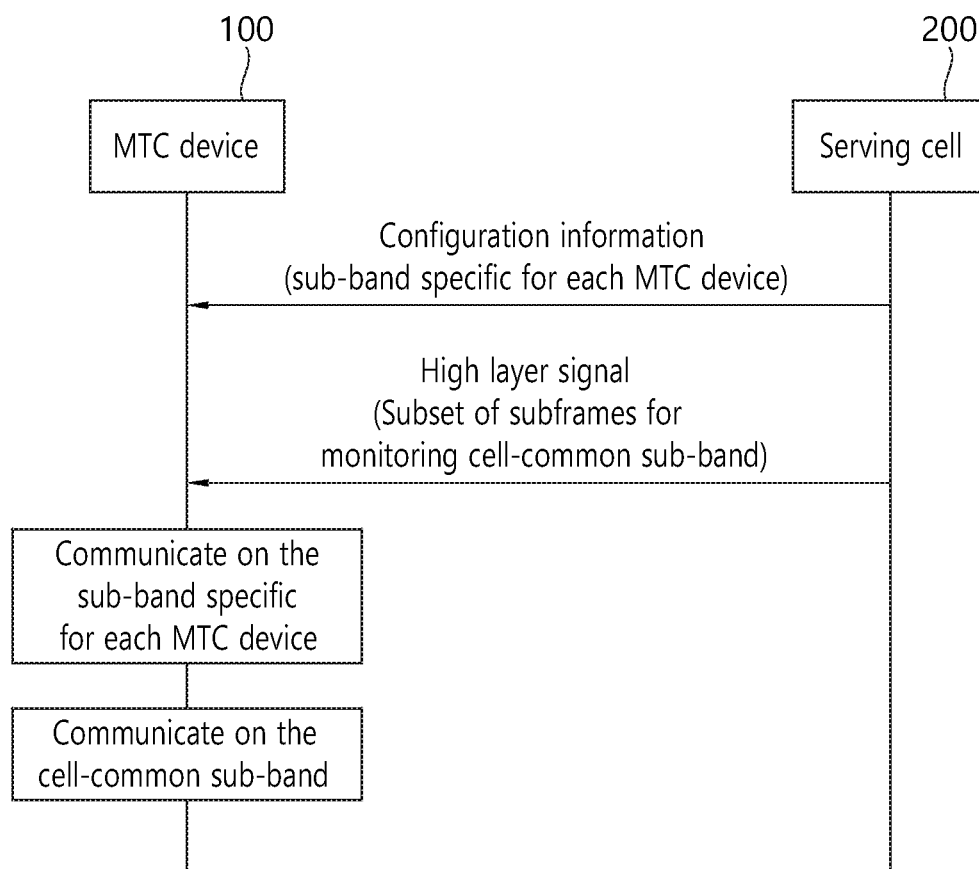 100
200
MTC device
Serving cell
Configuration information
(sub-band specific for each MTC device)
High layer signal
(Subset of subframes for
monitoring cell-common sub-band)
Communicate on the
sub-band specific
for each MTC device
Communicate on the
cell-common sub-band